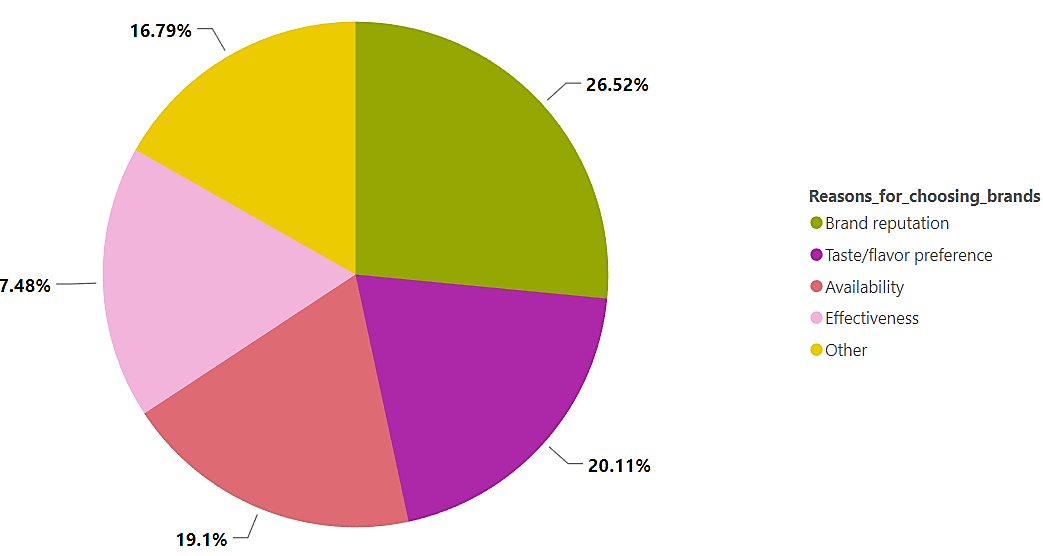 16.79%
26.52%
7.48%
20.11%
19.1%
Reasons_for_choosing_brands
Brand reputation
Taste/flavor preference
Availability
Effectiveness
Other